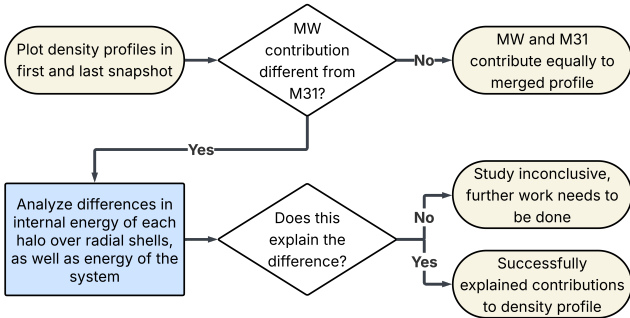 Plot density profiles in
first and last snapshot
MW
contribution
different from
M31?
No
MW and M31
contribute equally to
merged profile
Yes
Analyze differences in
internal energy of each
halo over radial shells,
as well as energy of the
system
Does this
explain the
difference?
No
Study inconclusive,
further work needs to
be done
Yes
Successfully
explained contributions
to density profile